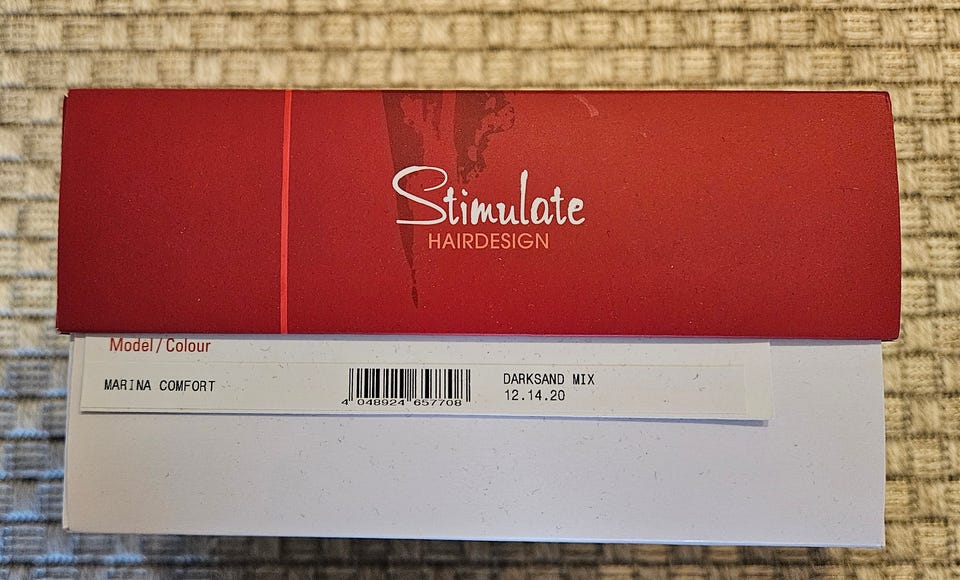 Stimulate
HAIRDESIGN
Model/Colour
MARINA COMFORT
4 048924 657708
DARKSAND MIX
12.14.20